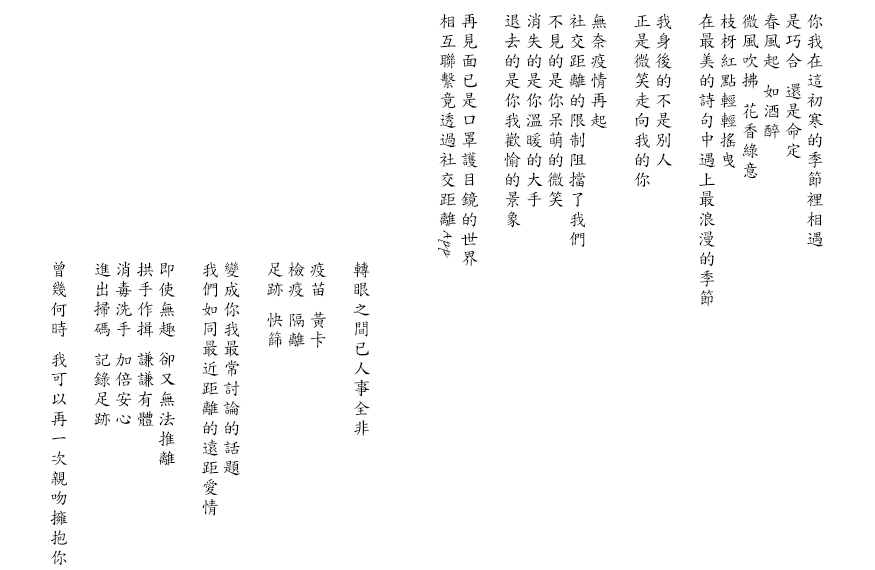 你我在這初寒的季節裡相遇
是巧合 還是命定
春風起 如酒醉
微風吹拂 花香綠意
枝枒紅點輕輕搖曳
在最美的詩句中遇上最浪漫的季節
我身後的不是別人
正是微笑走向我的你
無奈疫情再起
社交距離的限制阻擋了我們
不見的是你呆萌的微笑
消失的是你溫暖的大手
退去的是你我歡愉的景象
再見面已是口罩護目鏡的世界
相互聯繫竟透過社交距離App
轉眼之間已人事全非
疫苗 黃卡
檢疫 隔離
足跡 快篩
變成你我最常討論的話題
我們如同最近距離的遠距愛情
即使無趣 卻又無法推離
拱手作揖 謙謙有體
消毒洗手 加倍安心
進出掃碼 記錄足跡
曾幾何時 我可以再一次親吻擁抱你